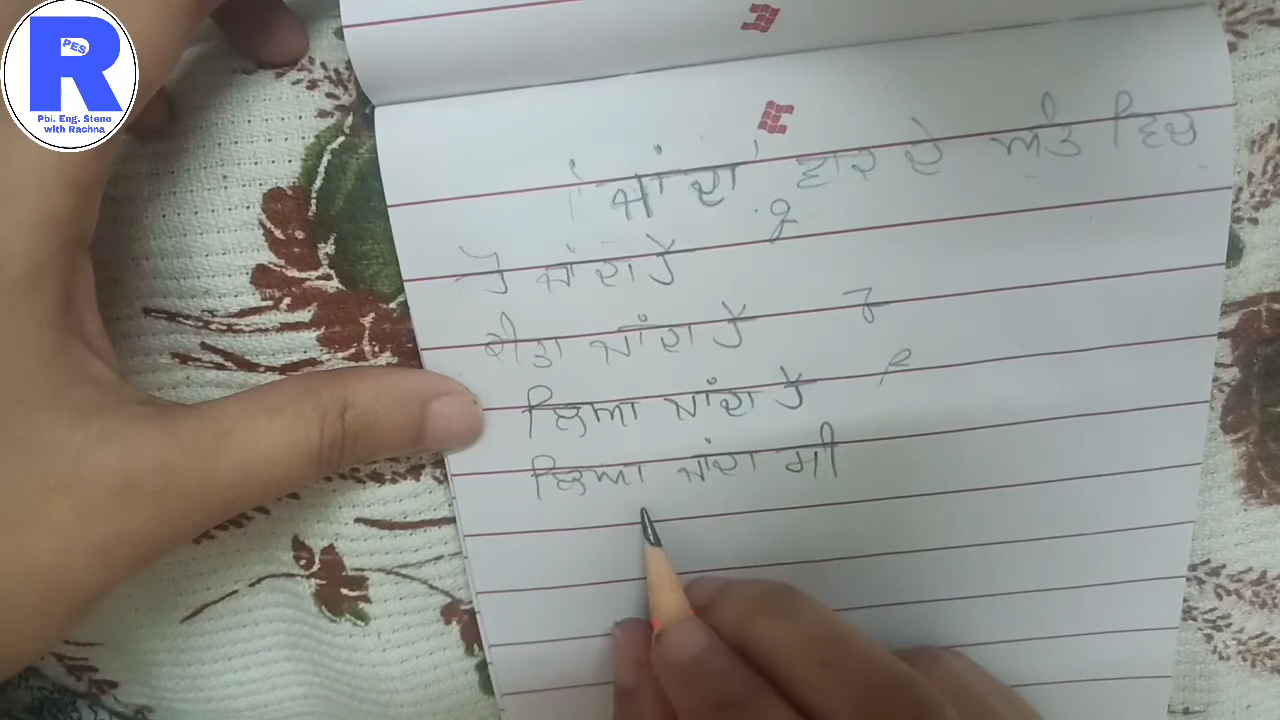 R
PES
Pbi. Eng. Steno
with Rachna
ਜਾਂਦਾ ਵਾਰ ਦੇ ਅੰਤ ਵਿਚ
ਹੋ ਜਾਂਦਾ ਹੈ
ਕੀਤਾ ਜਾਂਦਾ ਹੈ
ਲਿਆ ਜਾਂਦਾ ਹੈ
ਲਿਆ ਜਾਂਦਾ ਸੀ